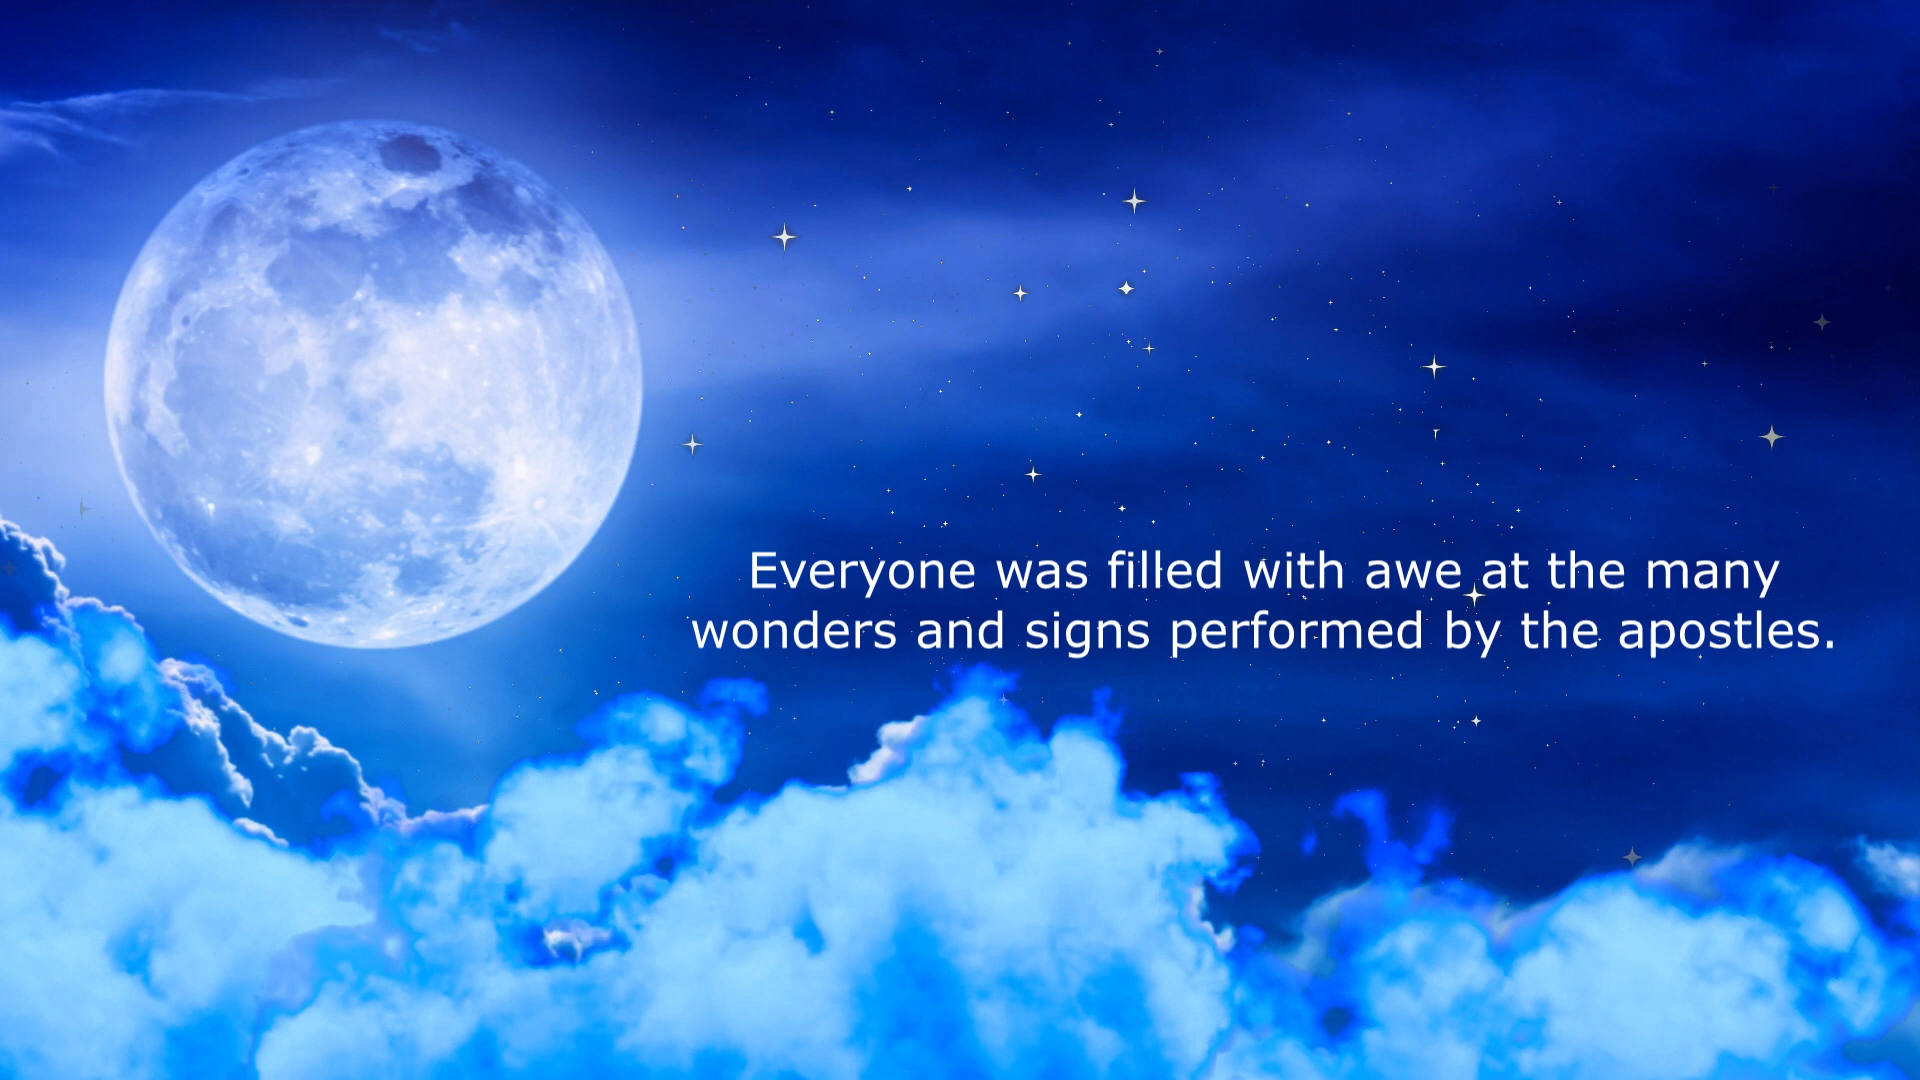 Everyone was filled with awe at the many
wonders and signs performed by the apostles.